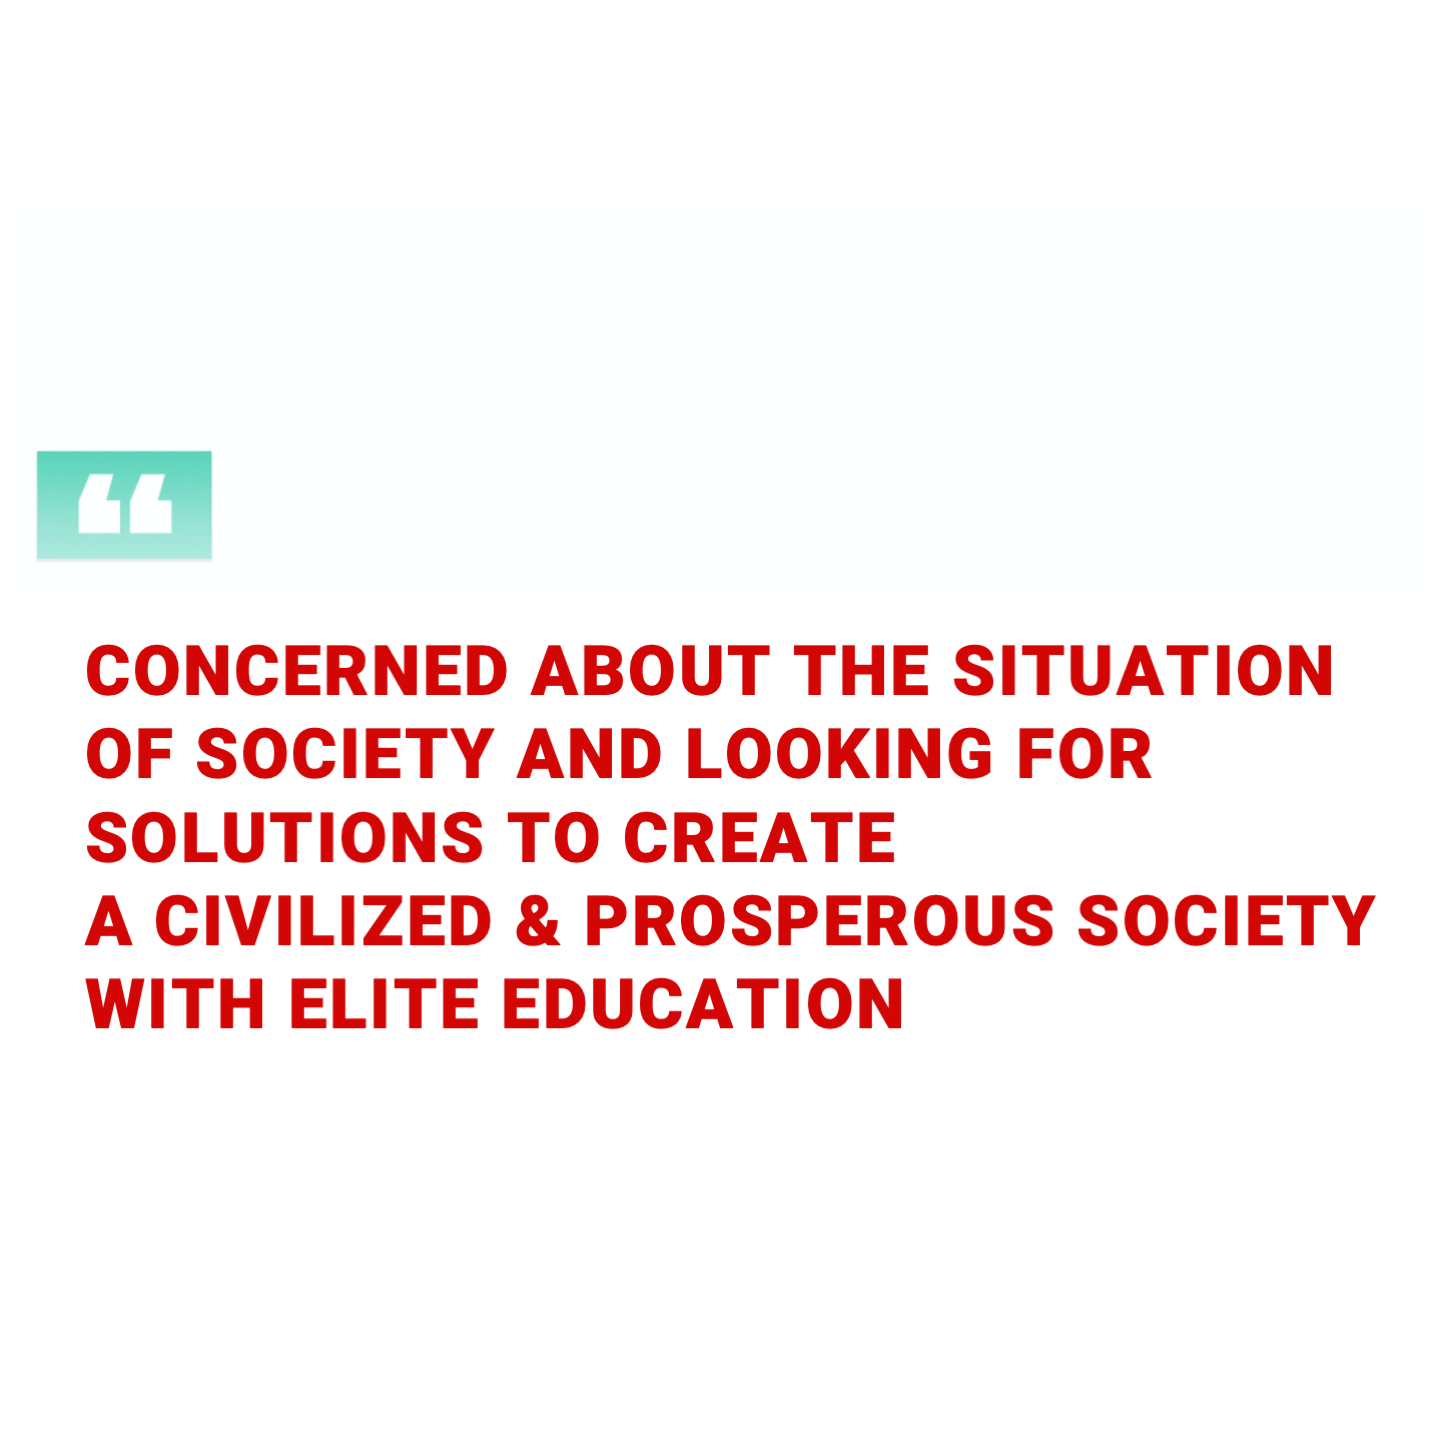 “
CONCERNED ABOUT THE SITUATION
OF SOCIETY AND LOOKING FOR
SOLUTIONS TO CREATE
A CIVILIZED & PROSPEROUS SOCIETY
WITH ELITE EDUCATION